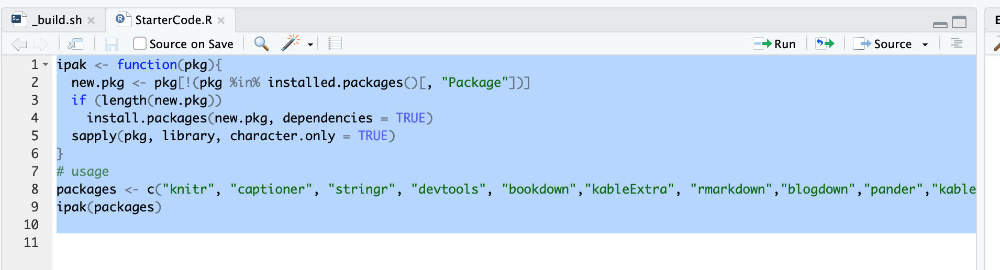 _build.sh StarterCode.R
Source on Save Run Source
1 ipak <- function(pkg){
2 new.pkg <- pkg[!(pkg %in% installed.packages()[, "Package"])]
3 if (length(new.pkg))
4 install.packages(new.pkg, dependencies = TRUE)
5 sapply(pkg, library, character.only = TRUE)
6 }
7 # usage
8 packages <- c("knitr", "captioner", "stringr", "devtools", "bookdown","kableExtra", "rmarkdown","blogdown","pander","kable
9 ipak(packages)
10
11